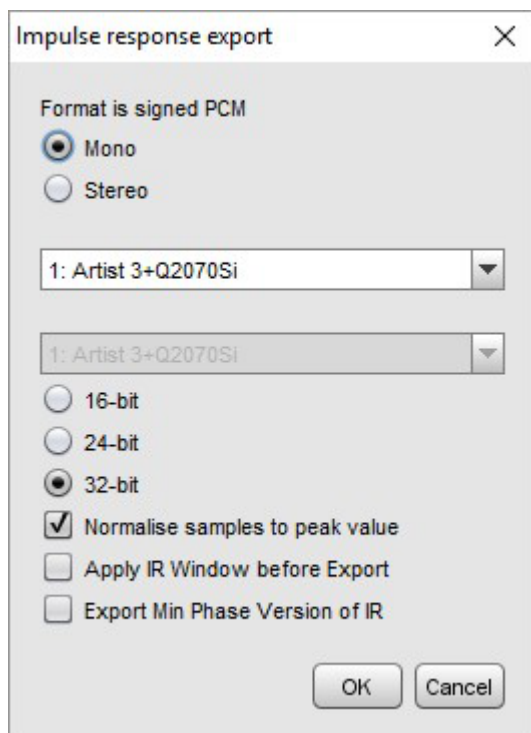 Impulse response export
Format is signed PCM
Mono
Stereo
1: Artist 3+Q2070Si
1: Artist 3+Q2070Si
16-bit
24-bit
32-bit
Normalise samples to peak value
Apply IR Window before Export
Export Min Phase Version of IR
OK Cancel